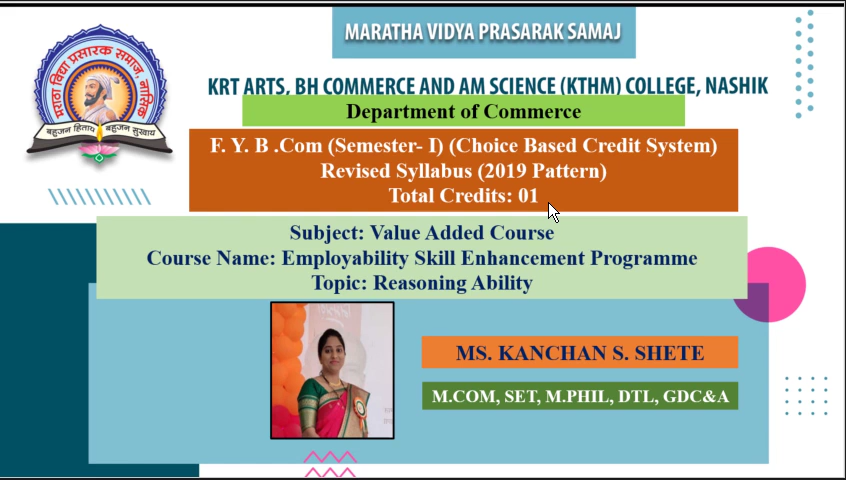 MARATHA VIDYA PRASARAK SAMAJ
मराठा विद्या प्रसारक समाज, नासिक
बहुजन हिताय बहुजन सुखाय
KRT ARTS, BH COMMERCE AND AM SCIENCE (KTHM) COLLEGE, NASHIK
Department of Commerce
F. Y. B .Com (Semester- I) (Choice Based Credit System)
Revised Syllabus (2019 Pattern)
Total Credits: 01
Subject: Value Added Course
Course Name: Employability Skill Enhancement Programme
Topic: Reasoning Ability
MS. KANCHAN S. SHETE
M.COM, SET, M.PHIL, DTL, GDC&A